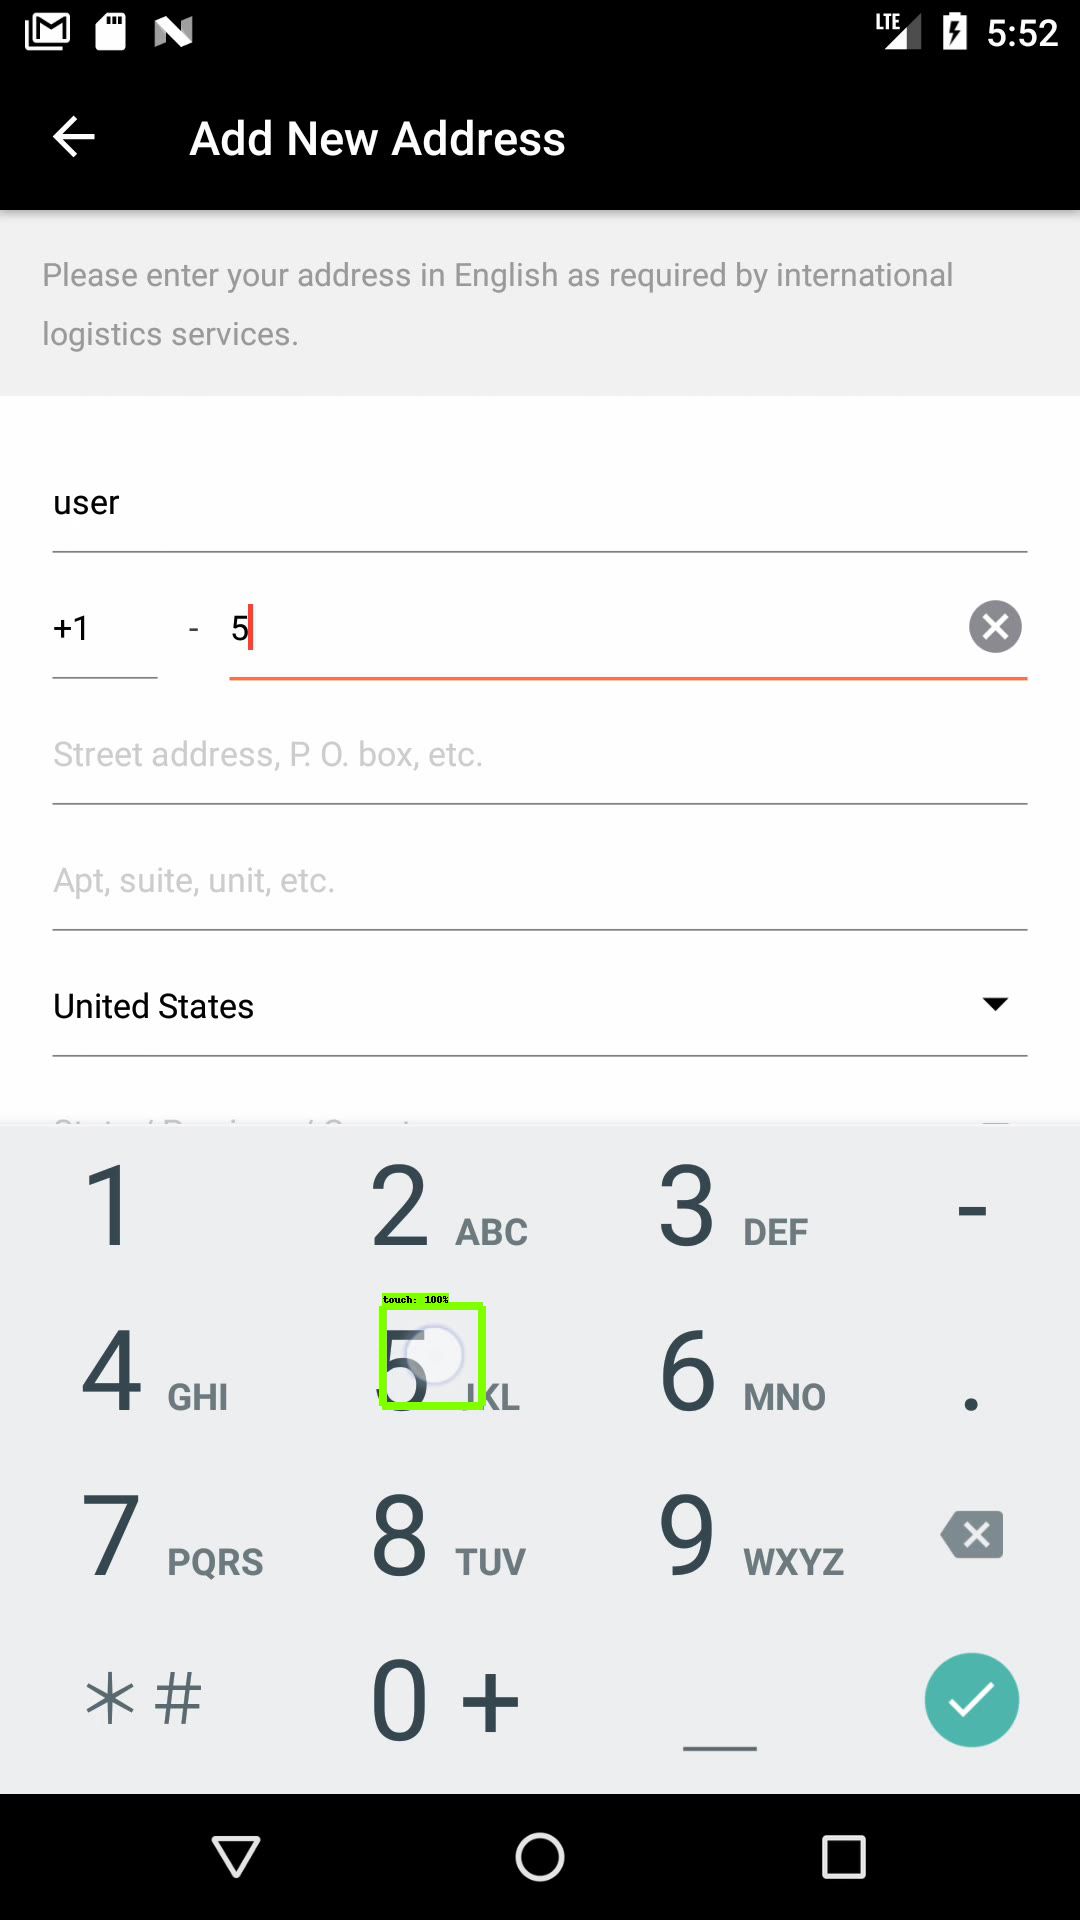 LTE 5:52
Add New Address
Please enter your address in English as required by international
logistics services.
user
+1 - 5
Street address, P. O. box, etc.
Apt, suite, unit, etc.
United States
1 2 ABC 3 DEF -
touch: 100%
4 GHI 5 JKL 6 MNO .
7 PQRS 8 TUV 9 WXYZ
* # 0 + _